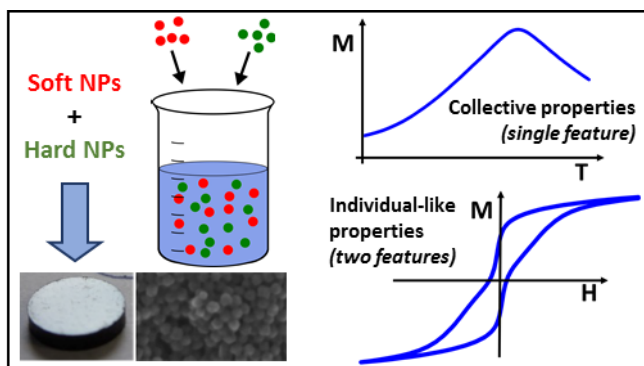 Soft NPs
+
Hard NPs
M
Collective properties
(single feature)
T
Individual-like
properties
(two features)
M
H